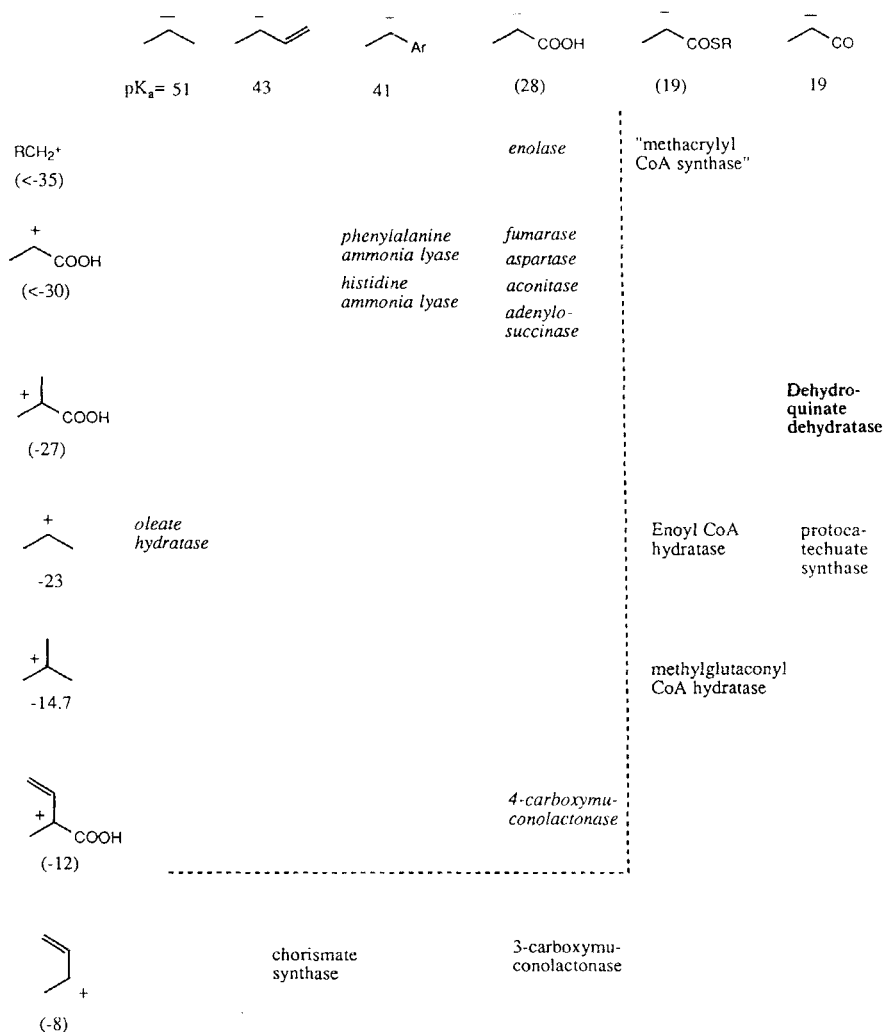 Ar
COOH
COSR
CO
pKa= 51
43
41
(28)
(19)
19
RCH2+
(<-35)
enolase
"methacrylyl
CoA synthase"
+
COOH
(<-30)
phenylalanine
ammonia lyase
histidine
ammonia lyase
fumarase
aspartase
aconitase
adenylo-
succinase
+
COOH
(-27)
Dehydro-
quinate
dehydratase
+
-23
oleate
hydratase
Enoyl CoA
hydratase
protoca-
techuate
synthase
+
-14.7
methylglutaconyl
CoA hydratase
+
COOH
(-12)
4-carboxymu-
conolactonase
+
(-8)
chorismate
synthase
3-carboxymu-
conolactonase